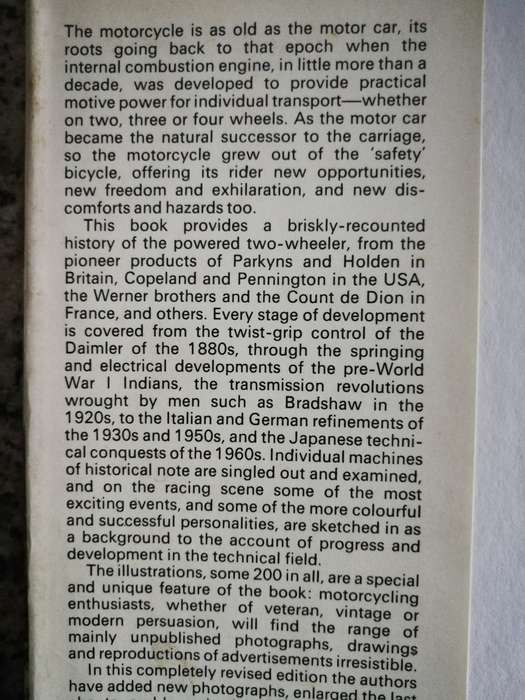 The motorcycle is as old as the motor car, its
roots going back to that epoch when the
internal combustion engine, in little more than a
decade, was developed to provide practical
motive power for individual transport—whether
on two, three or four wheels. As the motor car
became the natural successor to the carriage,
so the motorcycle grew out of the 'safety'
bicycle, offering its rider new opportunities,
new freedom and exhilaration, and new dis-
comforts and hazards too.
This book provides a briskly-recounted
history of the powered two-wheeler, from the
pioneer products of Parkyns and Holden in
Britain, Copeland and Pennington in the USA,
the Werner brothers and the Count de Dion in
France, and others. Every stage of development
is covered from the twist-grip control of the
Daimler of the 1880s, through the springing
and electrical developments of the pre-World
War I Indians, the transmission revolutions
wrought by men such as Bradshaw in the
1920s, to the Italian and German refinements of
the 1930s and 1950s, and the Japanese techni-
cal conquests of the 1960s. Individual machines
of historical note are singled out and examined,
and on the racing scene some of the most
exciting events, and some of the more colourful
and successful personalities, are sketched in as
a background to the account of progress and
development in the technical field.
The illustrations, some 200 in all, are a special
and unique feature of the book: motorcycling
enthusiasts, whether of veteran, vintage or
modern persuasion, will find the range of
mainly unpublished photographs, drawings
and reproductions of advertisements irresistible.
In this completely revised edition the authors
have added new photographs, enlarged the last